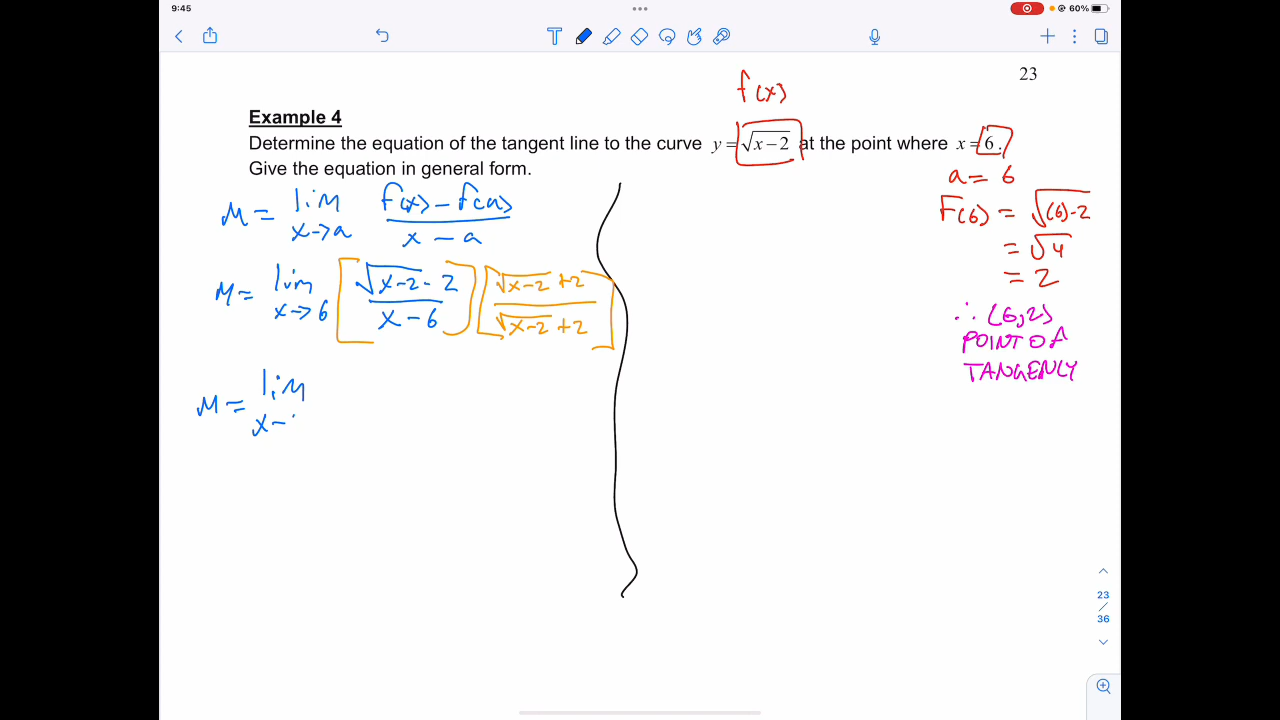 9:45
60%
T
23
f(x)
Example 4
Determine the equation of the tangent line to the curve y = √x−2 at the point where x = 6.
Give the equation in general form.
a = 6
M = lim x→a f(x) − f(a) / x − a
F(6) = √(6)-2
= √4
= 2
M = lim x→6 [√x-2 - 2 / x - 6] [√x-2 + 2 / √x-2 + 2]
∴ (6,2)
POINT OF
TANGENCY
M = lim
x-
23
/
36